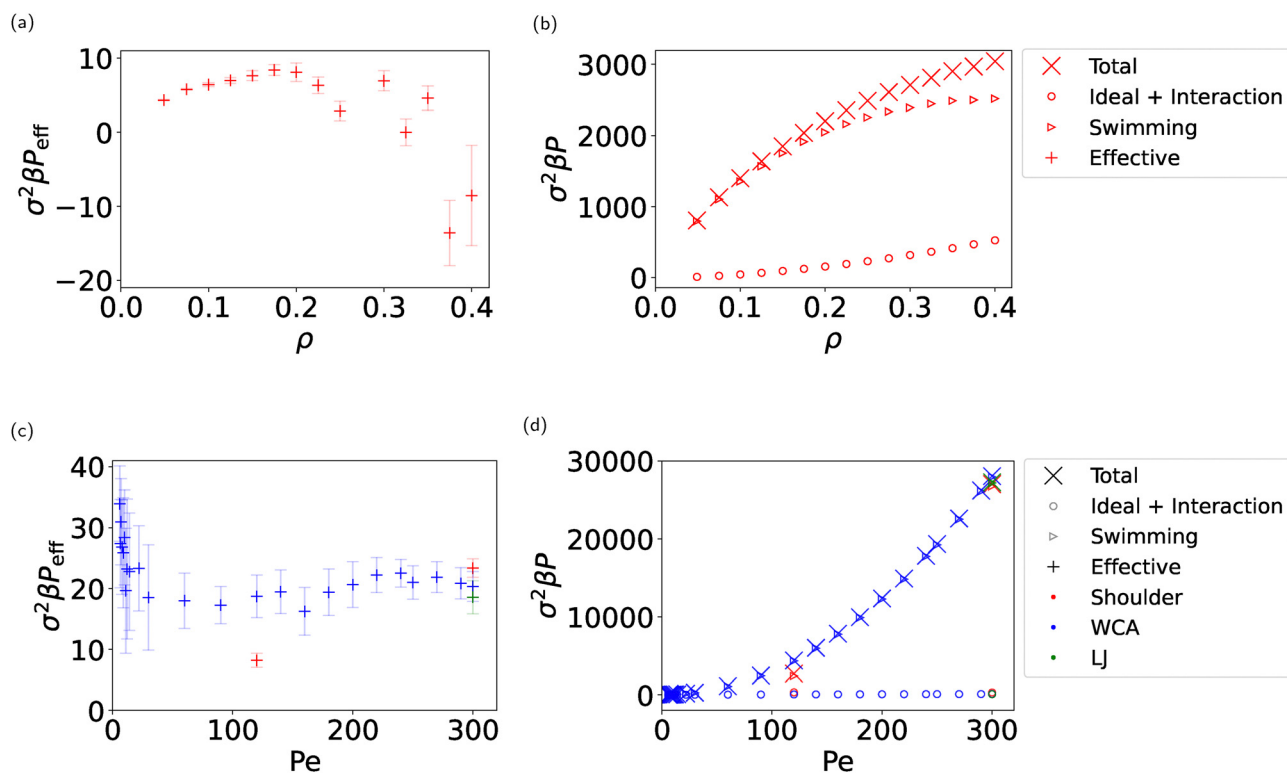 (a)
10
0
−10
−20
σ²βP_eff
0.0 0.1 0.2 0.3 0.4
ρ
(b)
3000
2000
1000
0
σ²βP
0.0 0.1 0.2 0.3 0.4
ρ
Total
Ideal + Interaction
Swimming
Effective
(c)
40
30
20
10
0
σ²βP_eff
0 100 200 300
Pe
(d)
30000
20000
10000
0
σ²βP
0 100 200 300
Pe
Total
Ideal + Interaction
Swimming
Effective
Shoulder
WCA
LJ